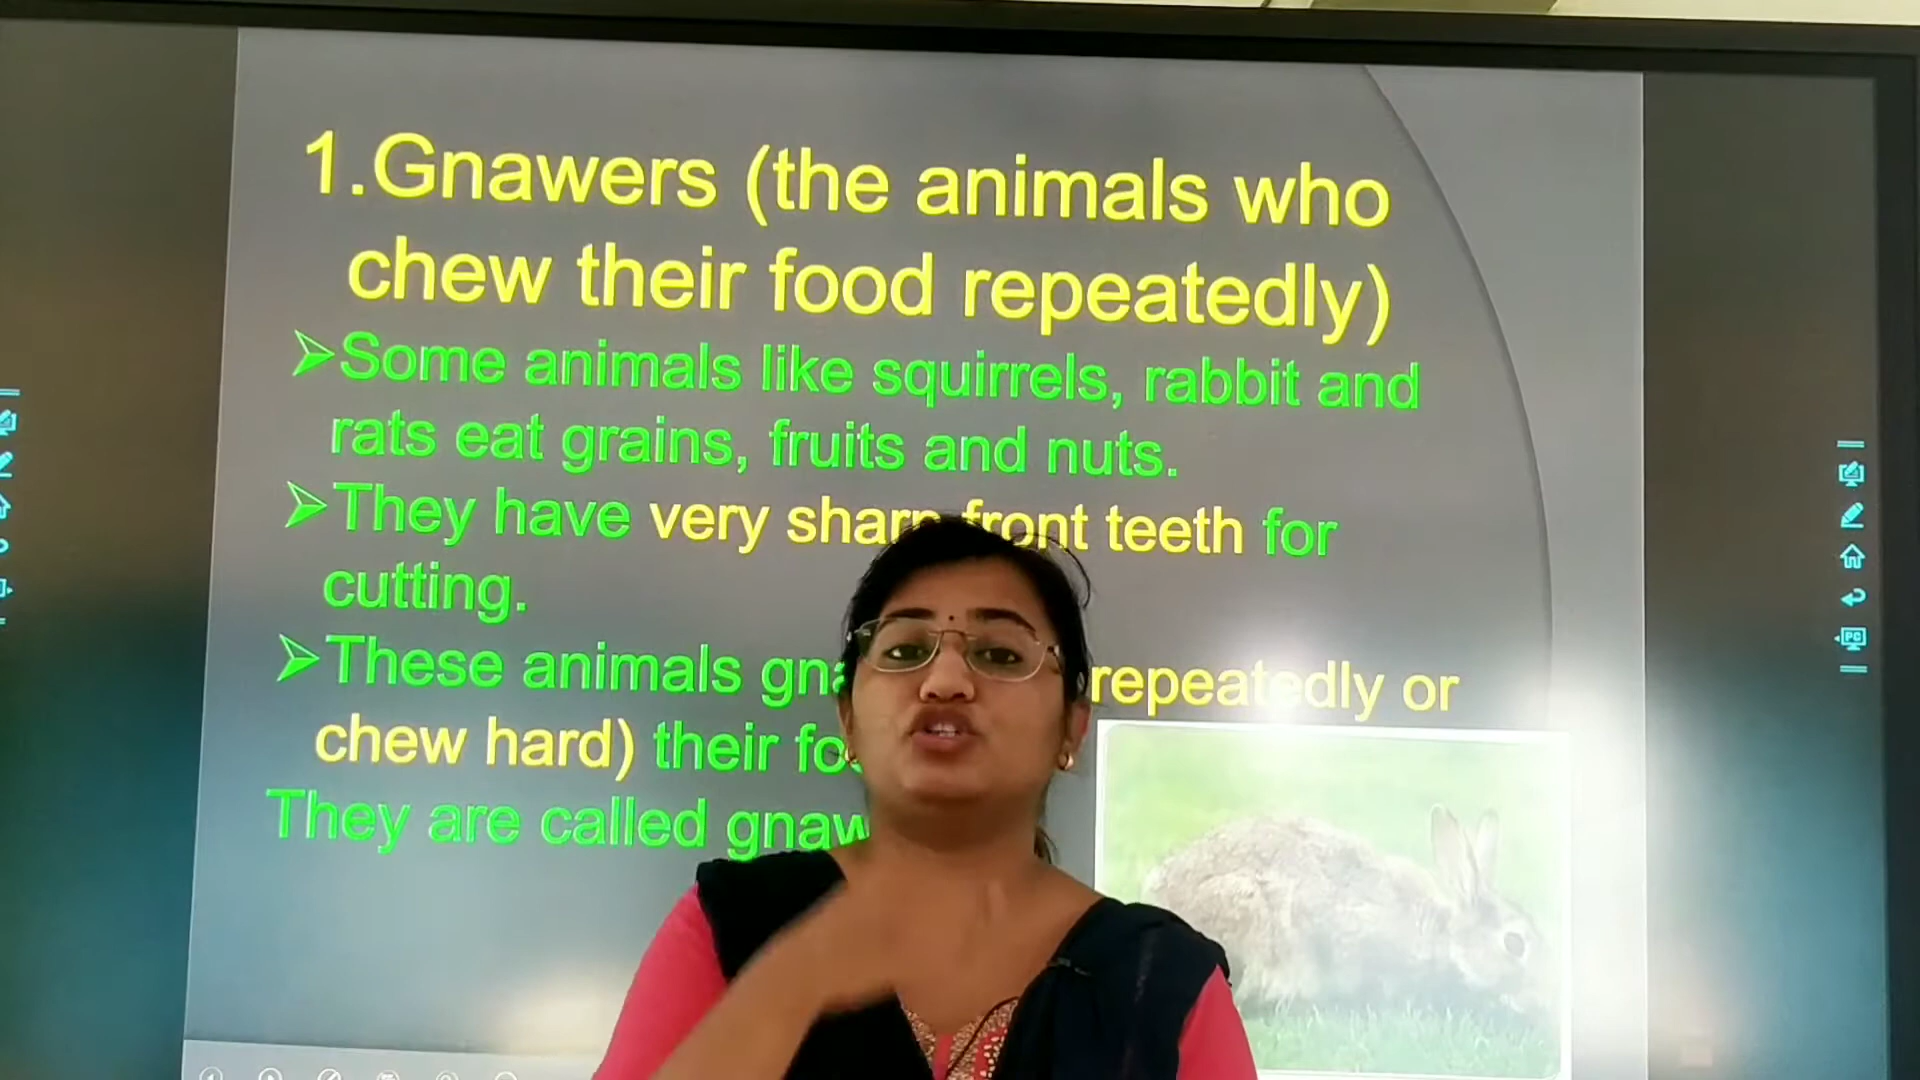 1.Gnawers (the animals who
chew their food repeatedly)
➢Some animals like squirrels, rabbit and
rats eat grains, fruits and nuts.
➢They have very sharp front teeth for
cutting.
➢These animals repeatedly or
chew hard) their
They are called
PC